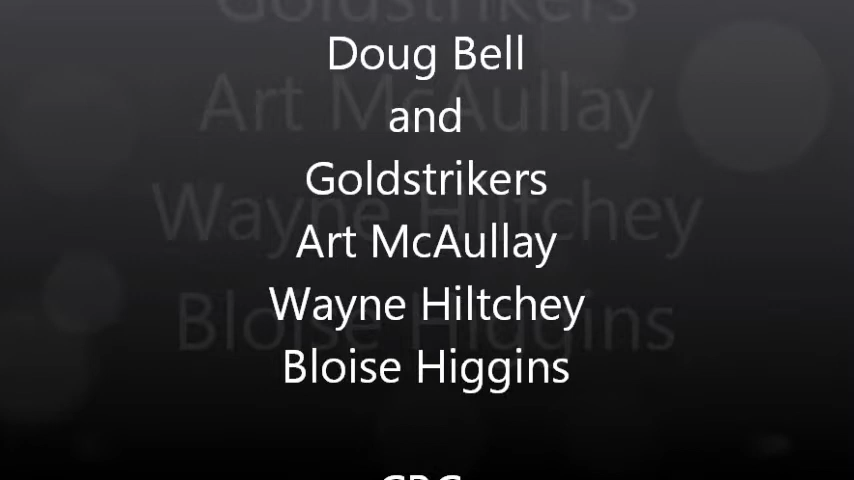 Doug Bell
and
Goldstrikers
Art McAullay
Wayne Hiltchey
Bloise Higgins